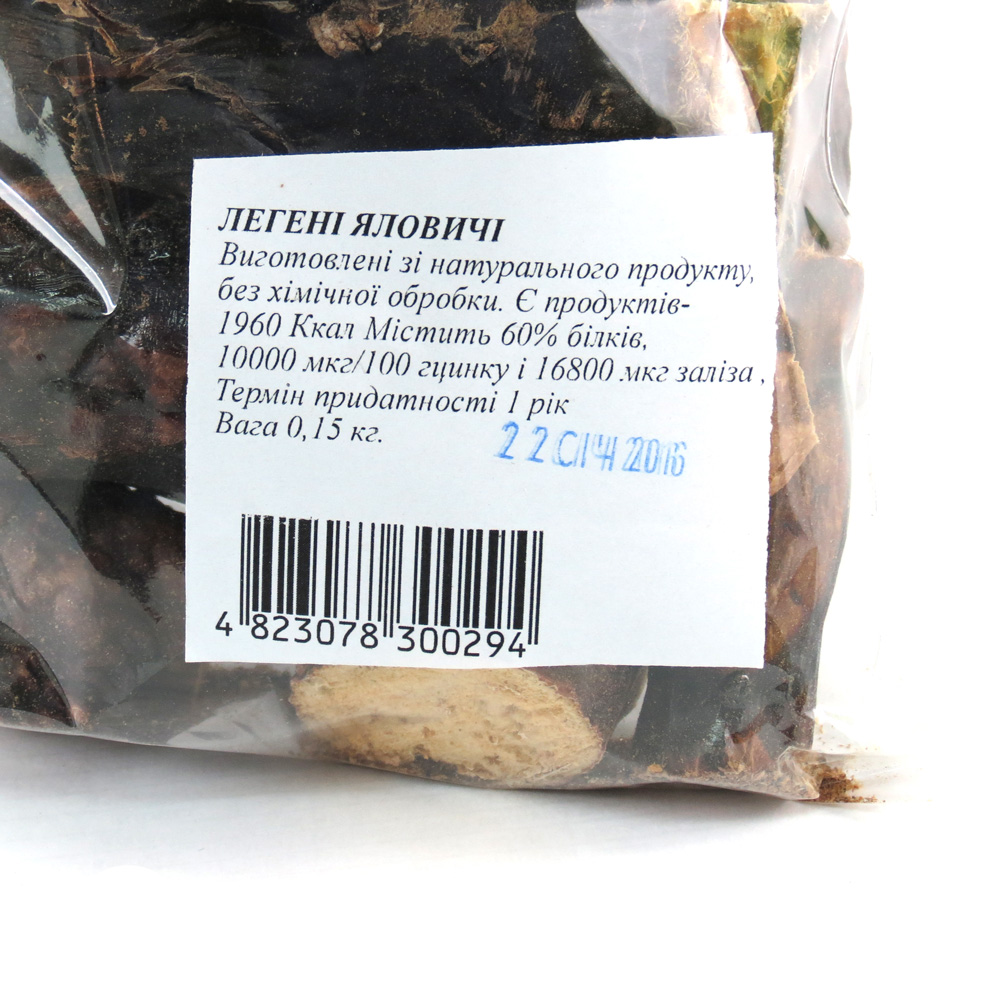 ЛЕГЕНІ ЯЛОВИЧІ
Виготовлені зі натурального продукту,
без хімічної обробки. Є продуктів-
1960 Ккал Містить 60% білків,
10000 мкг/100 гцинку і 16800 мкг заліза ,
Термін придатності 1 рік
Вага 0,15 кг.
22 СІЧ 2016
4 823078 300294